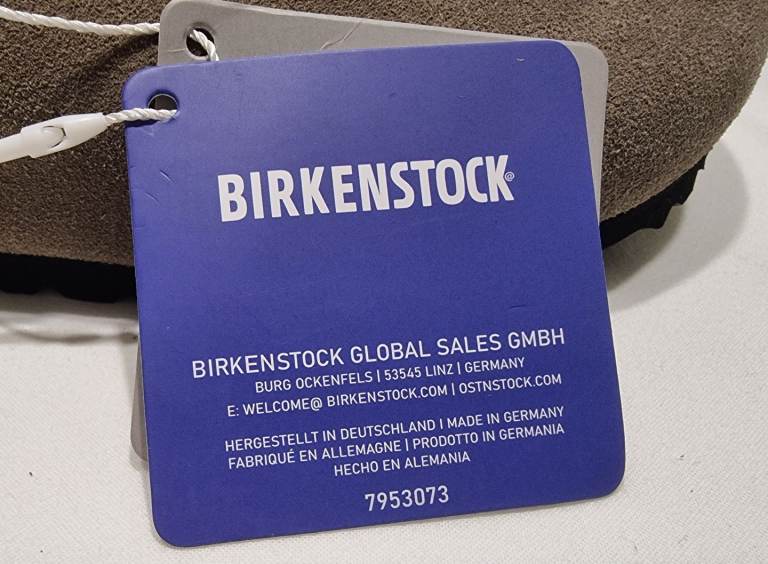 BIRKENSTOCK@
BIRKENSTOCK GLOBAL SALES GMBH
BURG OCKENFELS | 53545 LINZ | GERMANY
E: WELCOME@ BIRKENSTOCK.COM | OSTNSTOCK.COM
HERGESTELLT IN DEUTSCHLAND | MADE IN GERMANY
FABRIQUÉ EN ALLEMAGNE | PRODOTTO IN GERMANIA
HECHO EN ALEMANIA
7953073